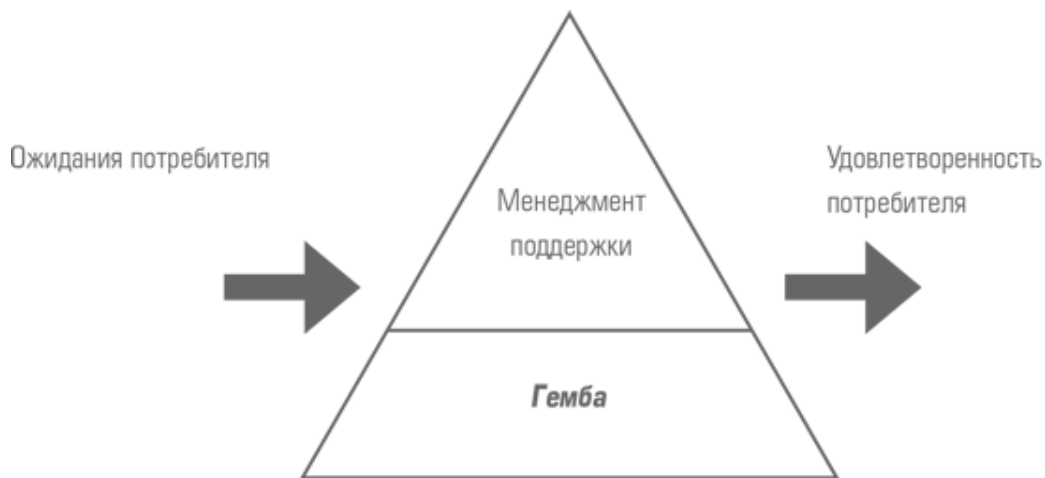 Ожидания потребителя
Менеджмент
поддержки
Гемба
Удовлетворенность
потребителя